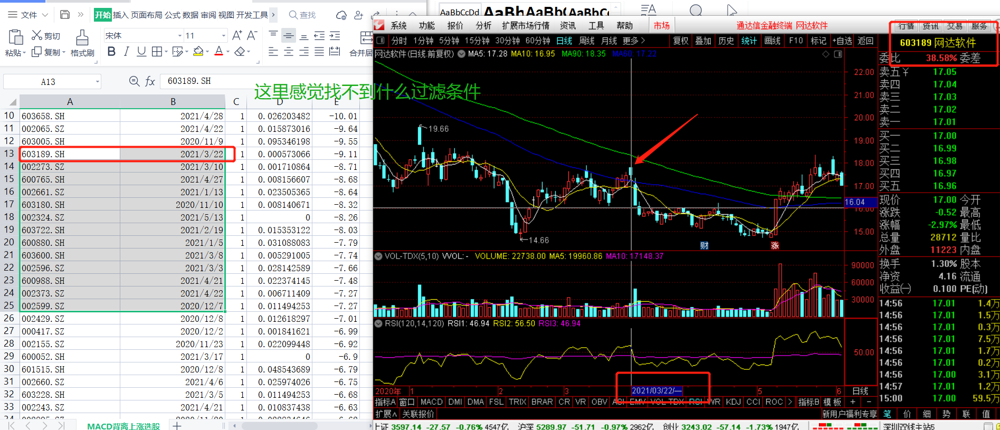 文件 开始 插入 页面布局 公式 数据 审阅 视图 开发工具 查找
AaBbCcDd AaBb AaBb AaBbC
粘贴 剪切 复制 格式刷 宋体 11 合并居
B I U A
A13 fx 603189.SH
这里感觉找不到什么过滤条件
A B C D E
10 603658.SH 2021/4/28 1 0.026203482 -10.01
11 002065.SZ 2021/4/22 1 0.015873016 -9.64
12 603005.SH 2020/11/9 1 0.095346198 -9.55
13 603189.SH 2021/3/22 1 0.000573066 -9.11
14 002273.SZ 2021/3/10 1 0.001710864 -8.71
15 600765.SH 2021/4/27 1 0.008156607 -8.68
16 002661.SZ 2021/1/13 1 0.023505365 -8.64
17 603180.SH 2020/11/10 1 0.008140671 -8.32
18 002324.SZ 2021/5/13 1 0 -8.26
19 603722.SH 2021/2/19 1 0.015353122 -8.03
20 600880.SH 2021/1/5 1 0.031088083 -7.79
21 603600.SH 2021/3/8 1 0.005291005 -7.74
22 002596.SZ 2021/3/3 1 0.028142589 -7.66
23 600988.SH 2021/4/21 1 0.022374145 -7.48
24 002373.SZ 2021/4/22 1 0.006711409 -7.27
25 002599.SZ 2020/12/7 1 0.011494253 -7.27
26 002429.SZ 2020/12/8 1 0.012618297 -7.01
27 000417.SZ 2020/12/2 1 0.001841621 -6.99
28 002155.SZ 2020/11/23 1 0.022099448 -6.92
29 600052.SH 2021/3/17 1 0 -6.9
30 601515.SH 2020/12/8 1 0.048543689 -6.79
31 002660.SZ 2021/4/6 1 0.025974026 -6.75
32 603228.SH 2021/3/5 1 0.011494253 -6.68
33 002243.SZ 2021/4/21 1 0.010837438 -6.63
MACD背离上涨选股
系统 功能 报价 分析 扩展市场行情 资讯 工具 帮助 市场 通达信金融终端 网达软件 行情 资讯 交易 服务
分时 1分钟 5分钟 15分钟 30分钟 60分钟 日线 周线 月线 更多 复权 叠加 历史 统计 画线 F10 标记 +自选 返回
网达软件(日线.前复权) MA5: 17.28 MA10: 16.95 MA90: 18.35 MA60: 17.22
22.00
21.00
20.00
19.00
18.00
17.00
16.04
16.00
15.00
19.66
14.66
财 涨
VOL-TDX(5,10) VVOL: - VOLUME: 22738.00 MA5: 19960.86 MA10: 17148.37
90000
60000
30000
RSI(120,14,120) RSI1: 46.94 RSI2: 56.50 RSI3: 46.94
50.00
2020年 1 2 3 2021/03/22/一 5 6 日线
指标A 窗口 MACD DMI DMA FSL TRIX BRAR CR VR OBV ASI EMV VOL-TDX RSI WR KDJ CCI ROC 指标B 模板 + -
扩展∧ 关联报价 新用户福利专享 笔 价 细 势 联 值
上证 3597.14 -27.57 -0.76% 4547亿 沪深 5289.97 -51.71 -0.97% 2962亿 创业 3243.02 -57.14 -1.73% 1947亿 深圳双线主站5
603189 网达软件
委比 38.58% 委差
卖五 ¥ 17.05
卖四 17.04
卖三 17.03
卖二 17.02
卖一 17.01
买一 17.00
买二 16.99
买三 16.98
买四 16.97
买五 16.96
现价 17.00 今开
涨跌 -0.52 最高
涨幅 -2.97% 最低
总量 28712 量比
外盘 11223 内盘
换手 1.30% 股本
净资 4.16 流通
收益(一) 0.100 PE(动)
14:56 17.01 1.4万
14:56 17.01 1.5万
14:56 17.01 0.3万
14:56 17.01 7.5万
14:56 17.01 1.7万
14:56 17.01 0.2万
14:56 17.00 3.1万
14:57 17.01 1.2万
15:00 17.00 59.5万